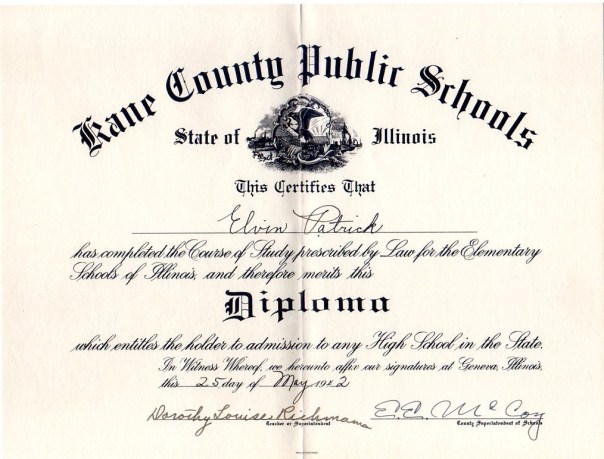 Kane County Public Schools
State of Illinois
This Certifies That
Elvin Patrick
has completed the Course of Study prescribed by Law for the Elementary
Schools of Illinois, and therefore merits this
Diploma
which entitles the holder to admission to any High School in the State.
In Witness Whereof, we hereunto affix our signatures at Geneva, Illinois,
this 25 day of May 1942
Dorothy Louise Richmann E.E. McCoy
Teacher or Superintendent County Superintendent of Schools